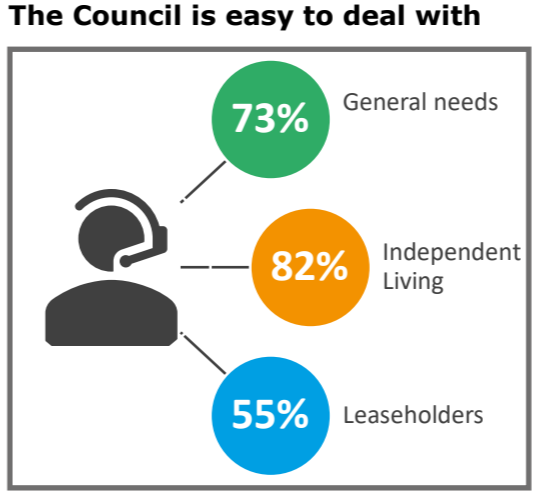 The Council is easy to deal with
73%
General needs
82%
Independent
Living
55%
Leaseholders